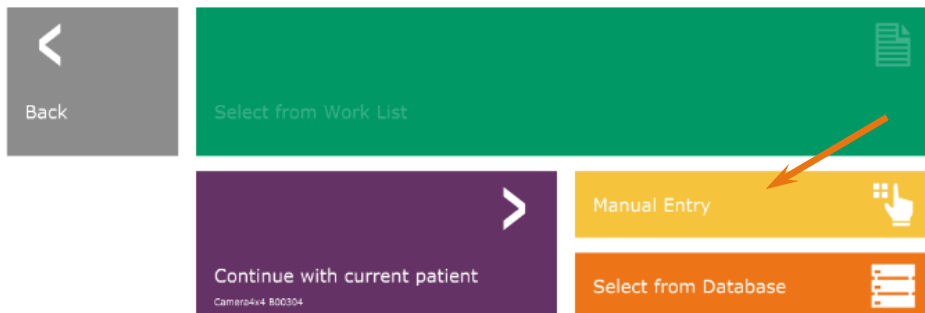 Back
Select from Work List
Manual Entry
Continue with current patient
Camera4x4 B00304
Select from Database